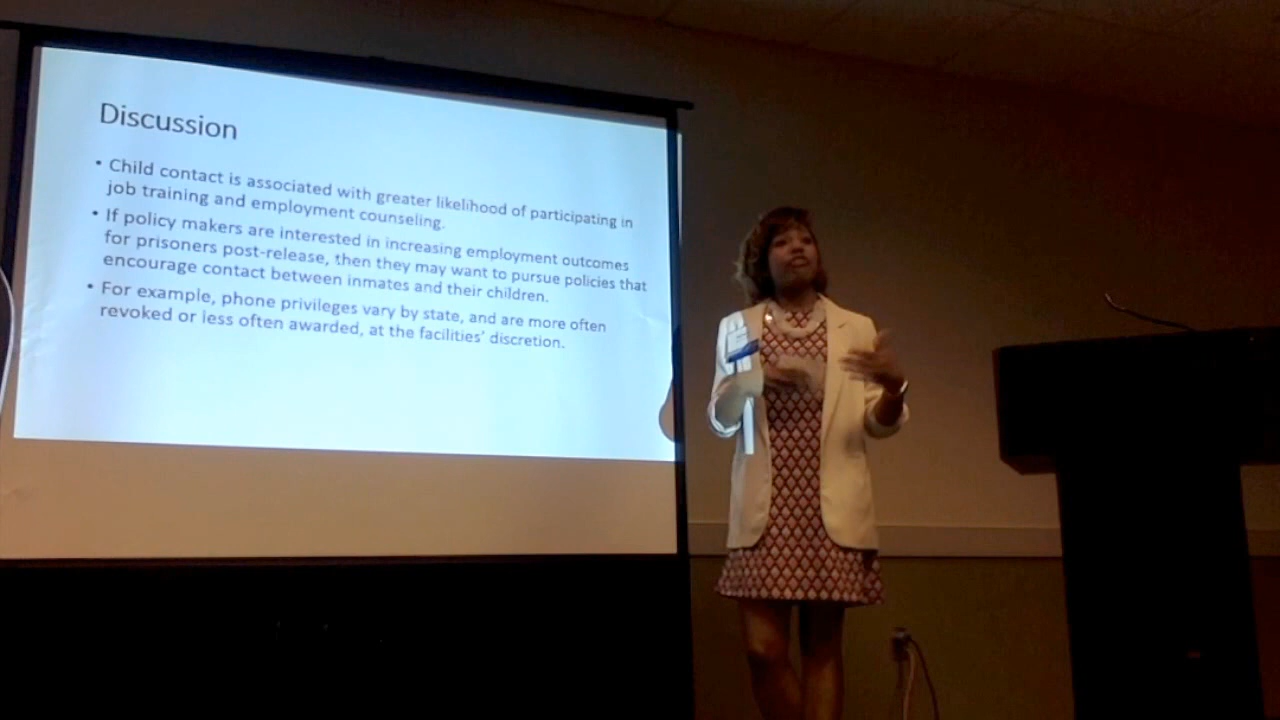 Discussion
• Child contact is associated with greater likelihood of participating in
job training and employment counseling.
• If policy makers are interested in increasing employment outcomes
for prisoners post-release, then they may want to pursue policies that
encourage contact between inmates and their children.
• For example, phone privileges vary by state, and are more often
revoked or less often awarded, at the facilities’ discretion.